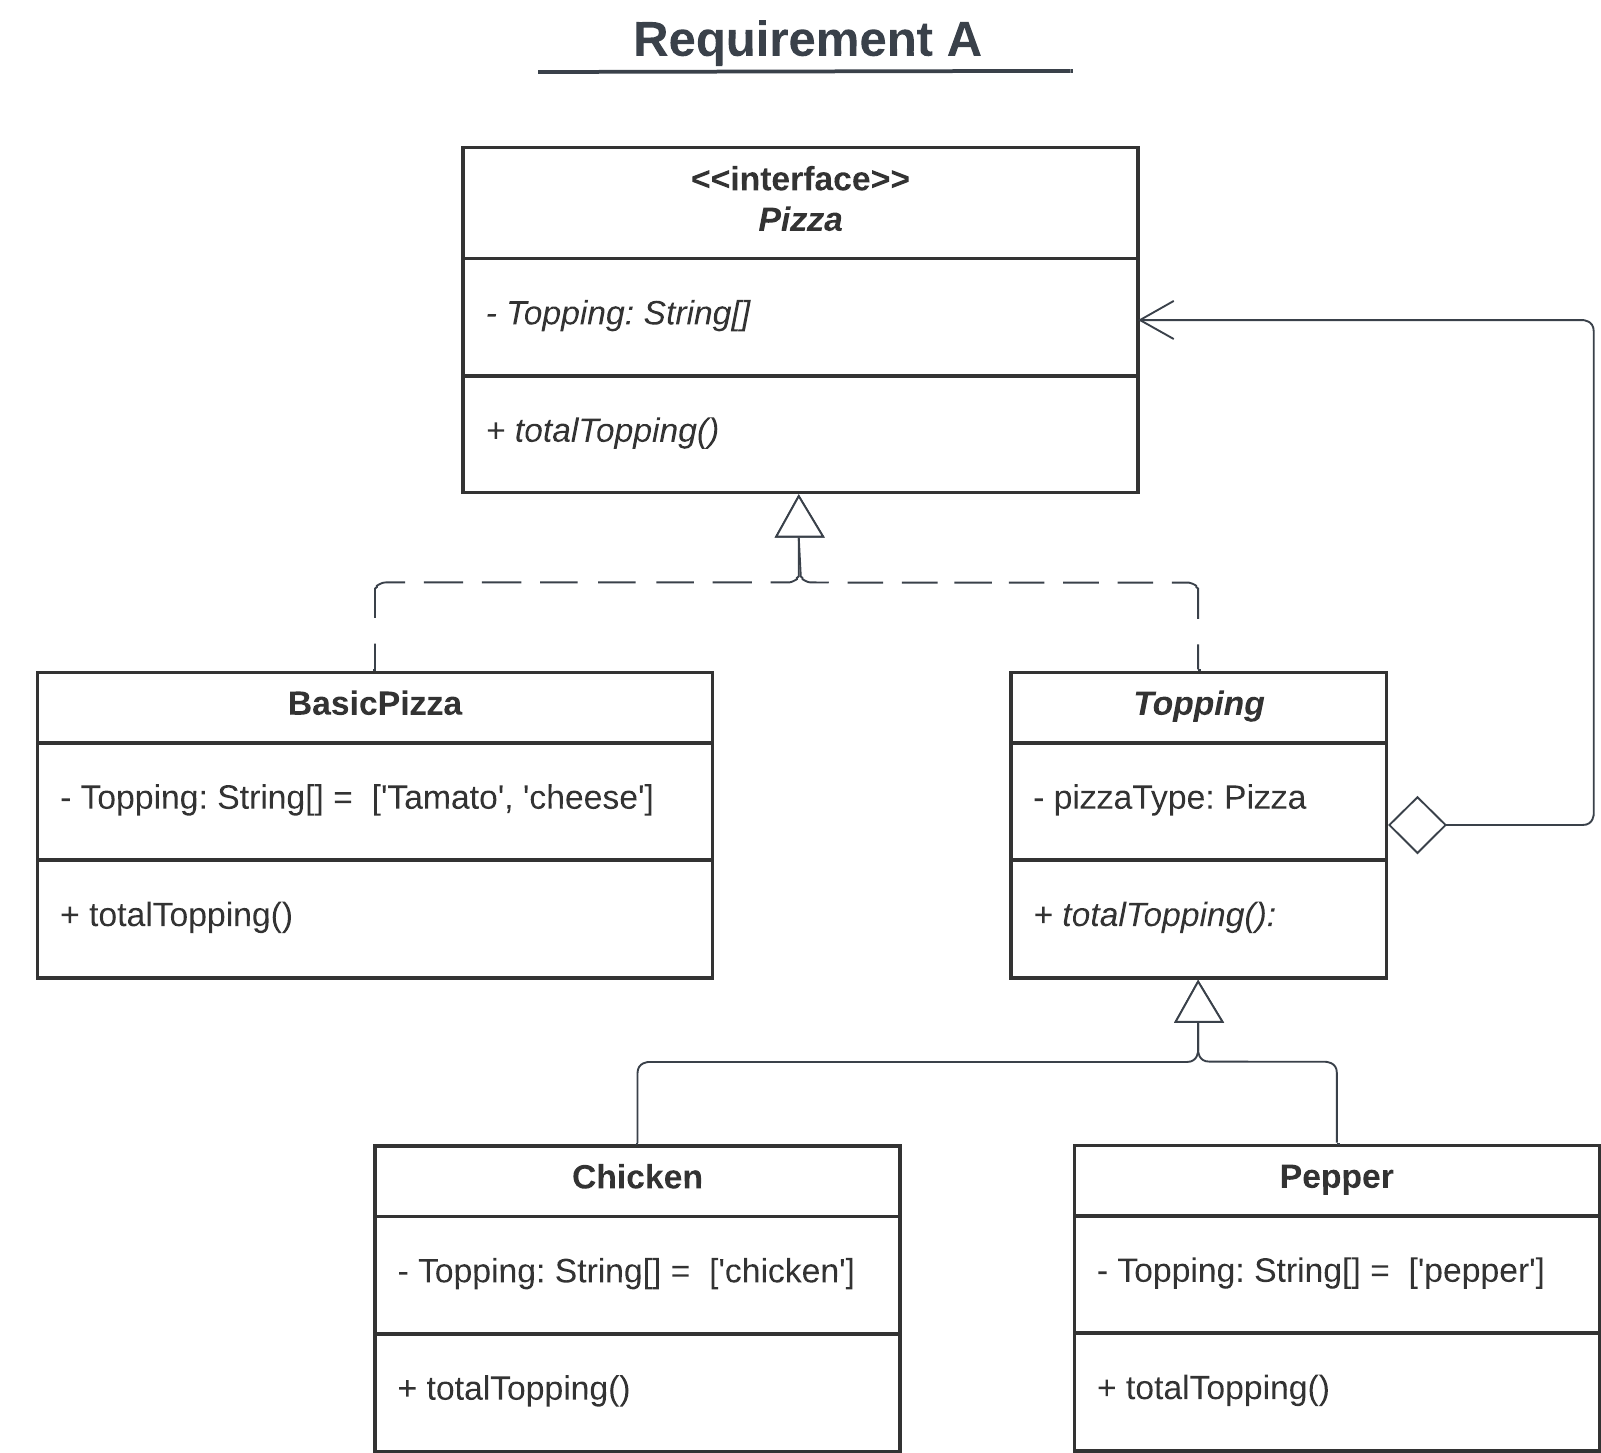 Requirement A
<<interface>>
Pizza
- Topping: String[]
+ totalTopping()
BasicPizza
- Topping: String[] =  ['Tamato', 'cheese']
+ totalTopping()
Topping
- pizzaType: Pizza
+ totalTopping():
Chicken
- Topping: String[] =  ['chicken']
+ totalTopping()
Pepper
- Topping: String[] =  ['pepper']
+ totalTopping()